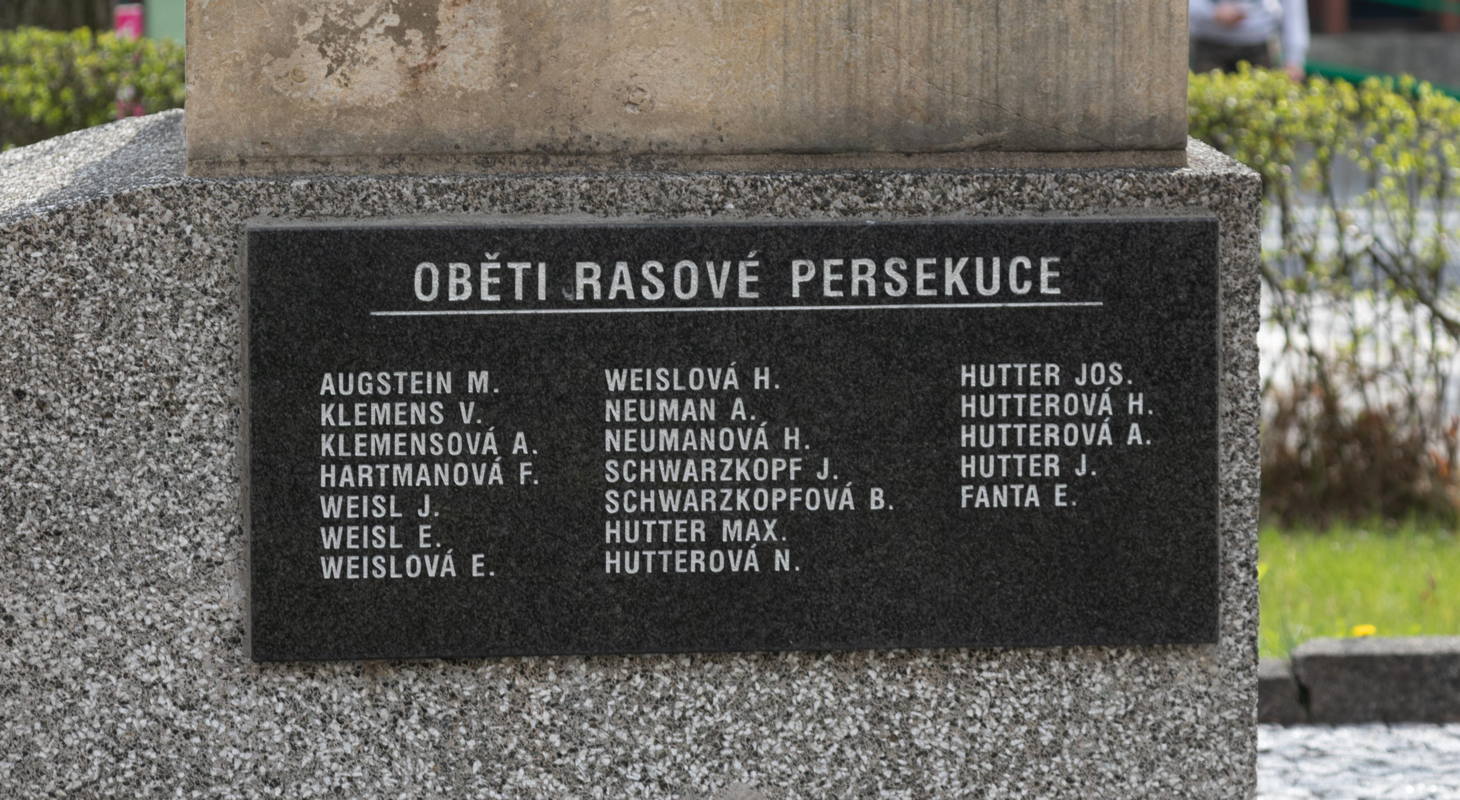 OBĚTI RASOVÉ PERSEKUCE
AUGSTEIN M.
KLEMENS V.
KLEMENSOVÁ A.
HARTMANOVÁ F.
WEISL J.
WEISL E.
WEISLOVÁ E.
WEISLOVÁ H.
NEUMAN A.
NEUMANOVÁ H.
SCHWARZKOPF J.
SCHWARZKOPFOVÁ B.
HUTTER MAX.
HUTTEROVÁ N.
HUTTER JOS.
HUTTEROVÁ H.
HUTTEROVÁ A.
HUTTER J.
FANTA E.